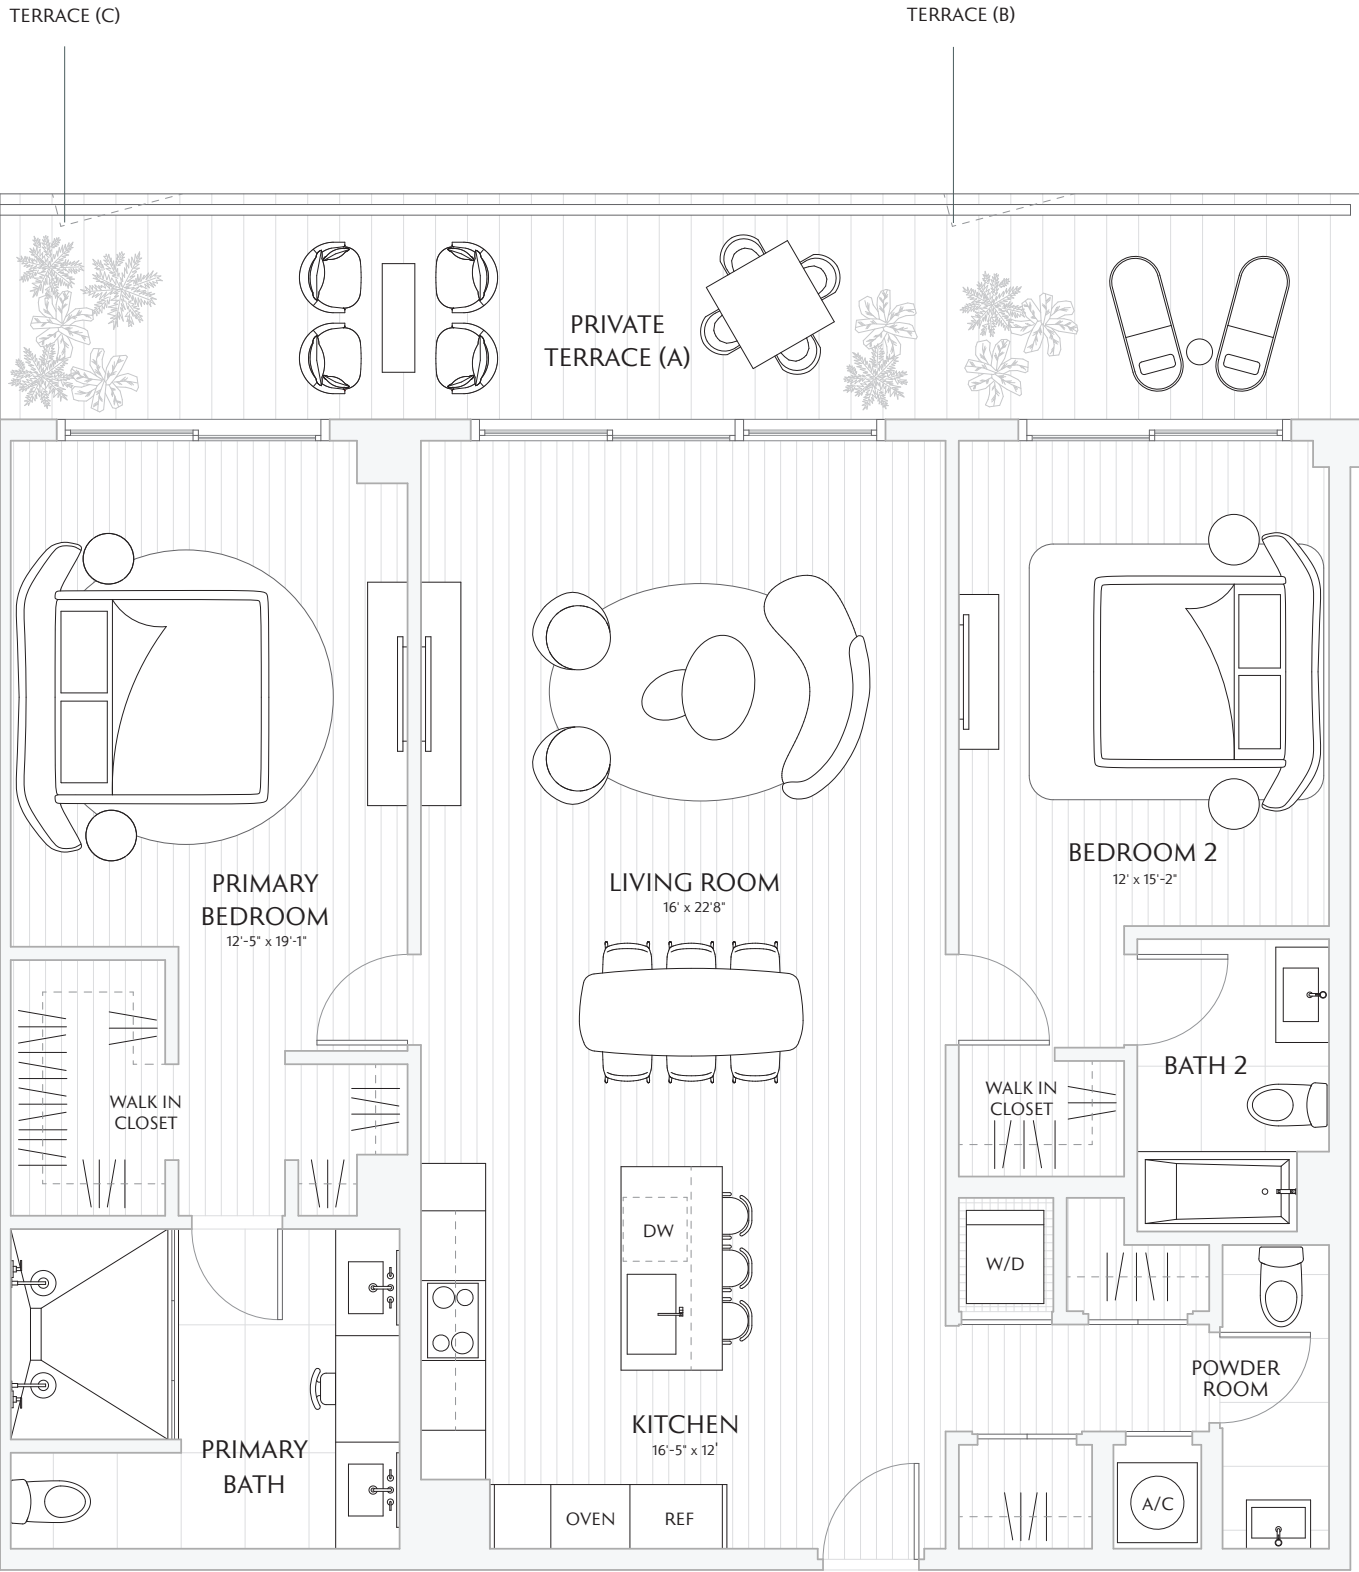 TERRACE (C)
TERRACE (B)
PRIVATE
TERRACE (A)
PRIMARY
BEDROOM
12'-5" x 19'-1"
LIVING ROOM
16' x 22'8"
BEDROOM 2
12' x 15'-2"
WALK IN
CLOSET
WALK IN
CLOSET
BATH 2
DW
W/D
POWDER
ROOM
KITCHEN
16'-5" x 12'
PRIMARY
BATH
OVEN
REF
A/C